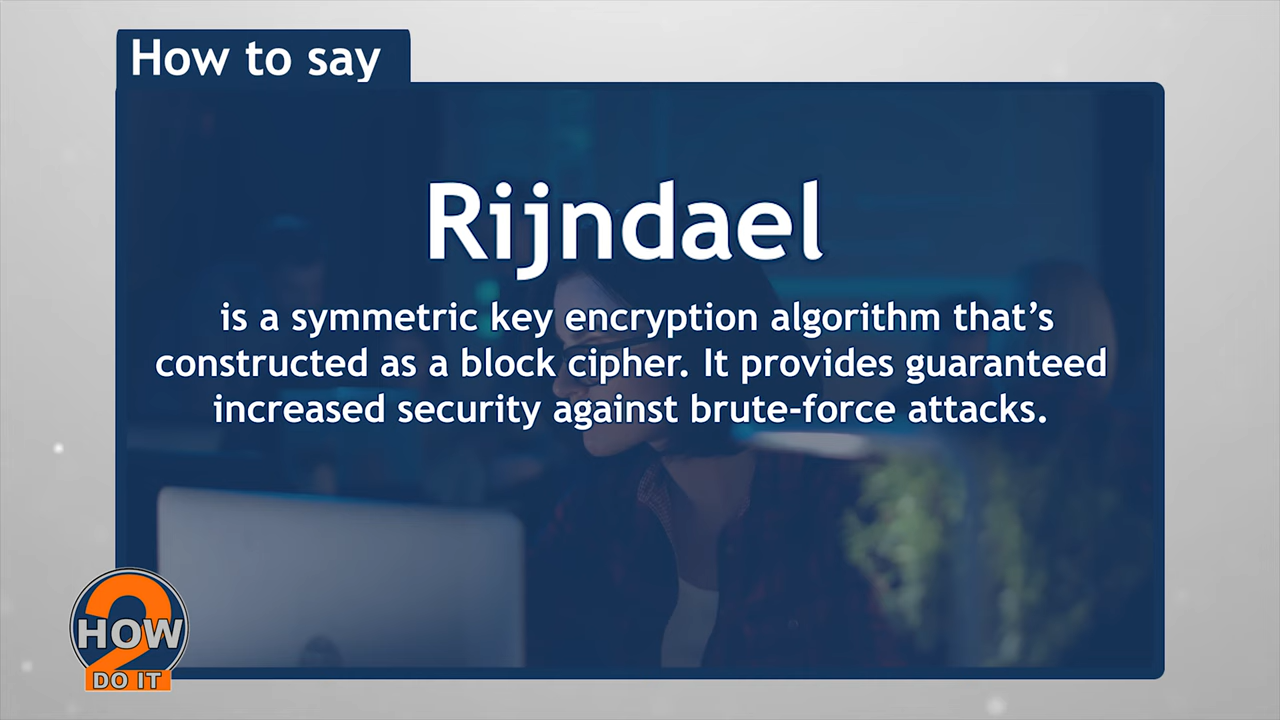 How to say
Rijndael
is a symmetric key encryption algorithm that’s
constructed as a block cipher. It provides guaranteed
increased security against brute-force attacks.
2
HOW
DO IT